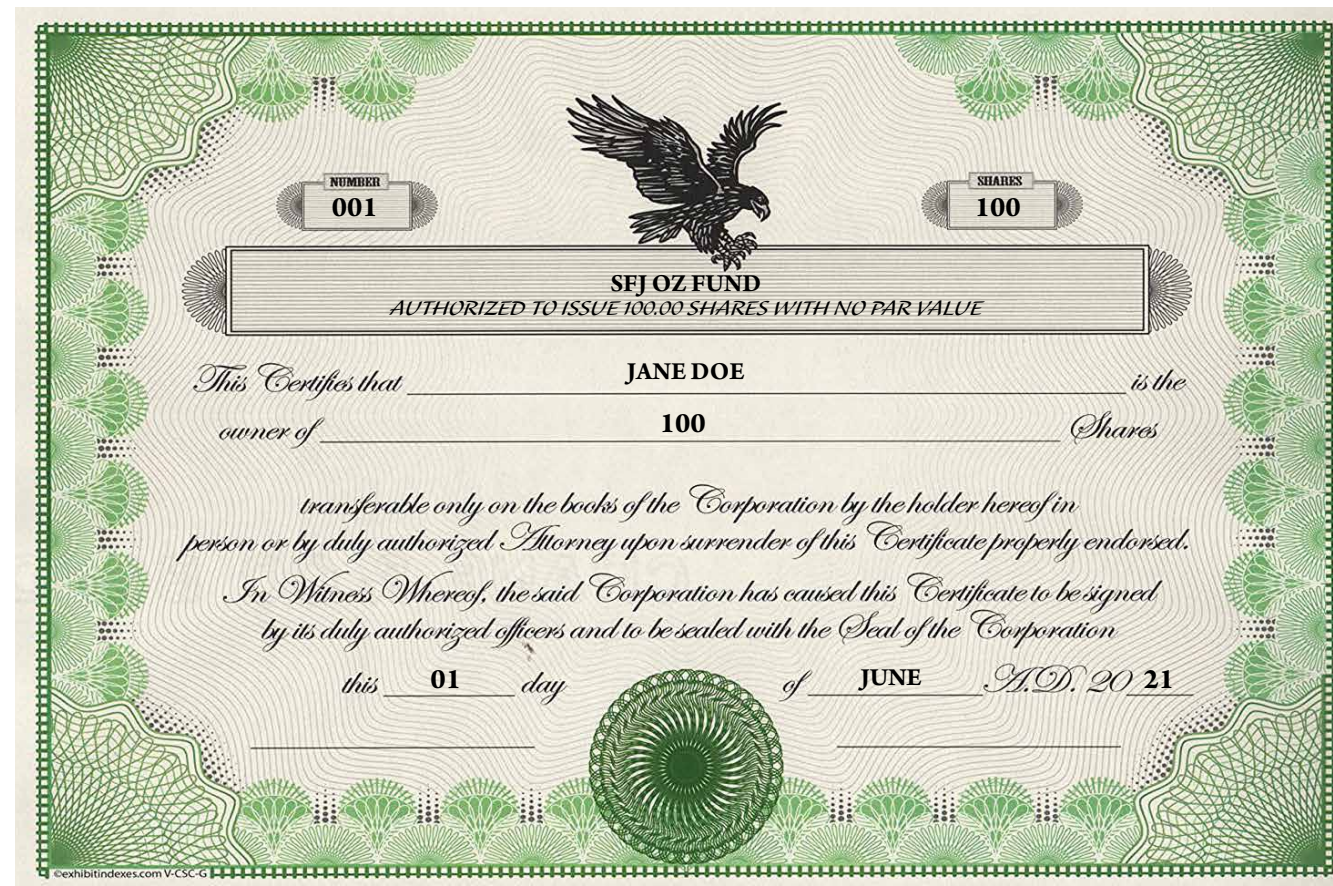 NUMBER
001
SHARES
100
SFJ OZ FUND
AUTHORIZED TO ISSUE 100.00 SHARES WITH NO PAR VALUE
This Certifies that JANE DOE is the
owner of 100 Shares
transferable only on the books of the Corporation by the holder hereof in
person or by duly authorized Attorney upon surrender of this Certificate properly endorsed.
In Witness Whereof, the said Corporation has caused this Certificate to be signed
by its duly authorized officers and to be sealed with the Seal of the Corporation
this 01 day of JUNE A.D. 20 21
©exhibitindexes.com V-CSC-G